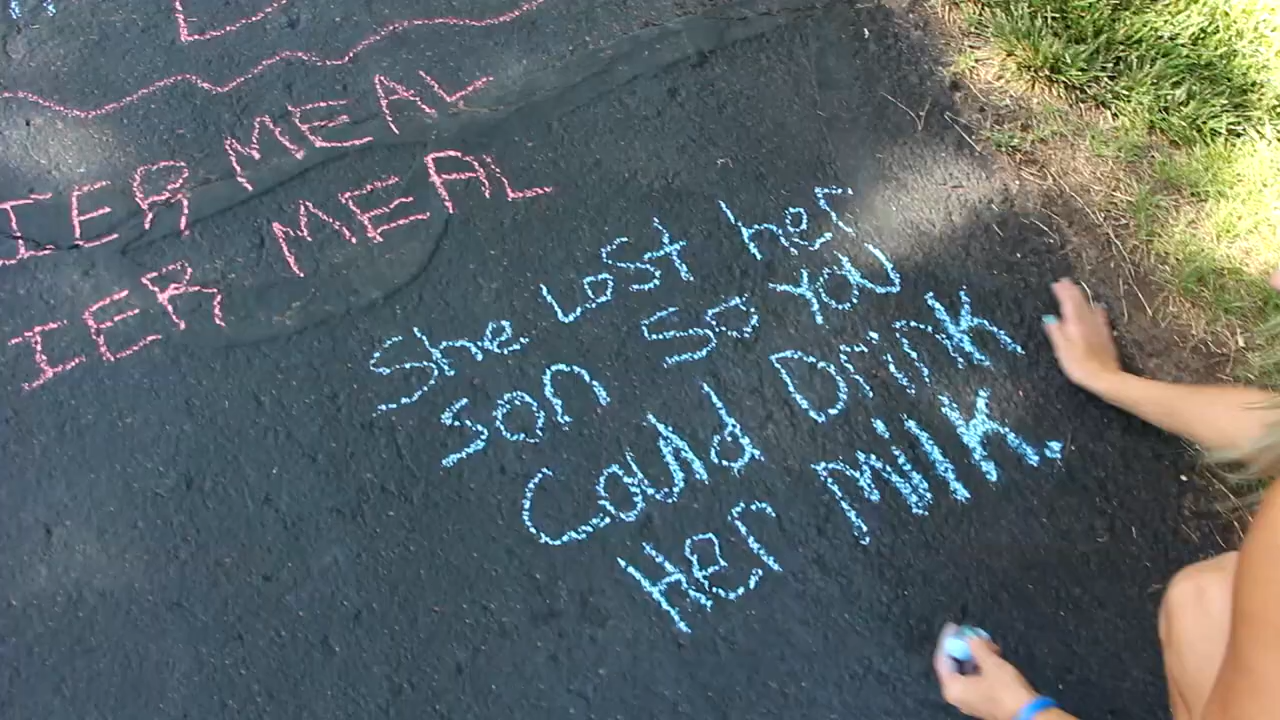 IER MEAL
IER MEAL
She Lost her
son so you
Could Drink
Her Milk.